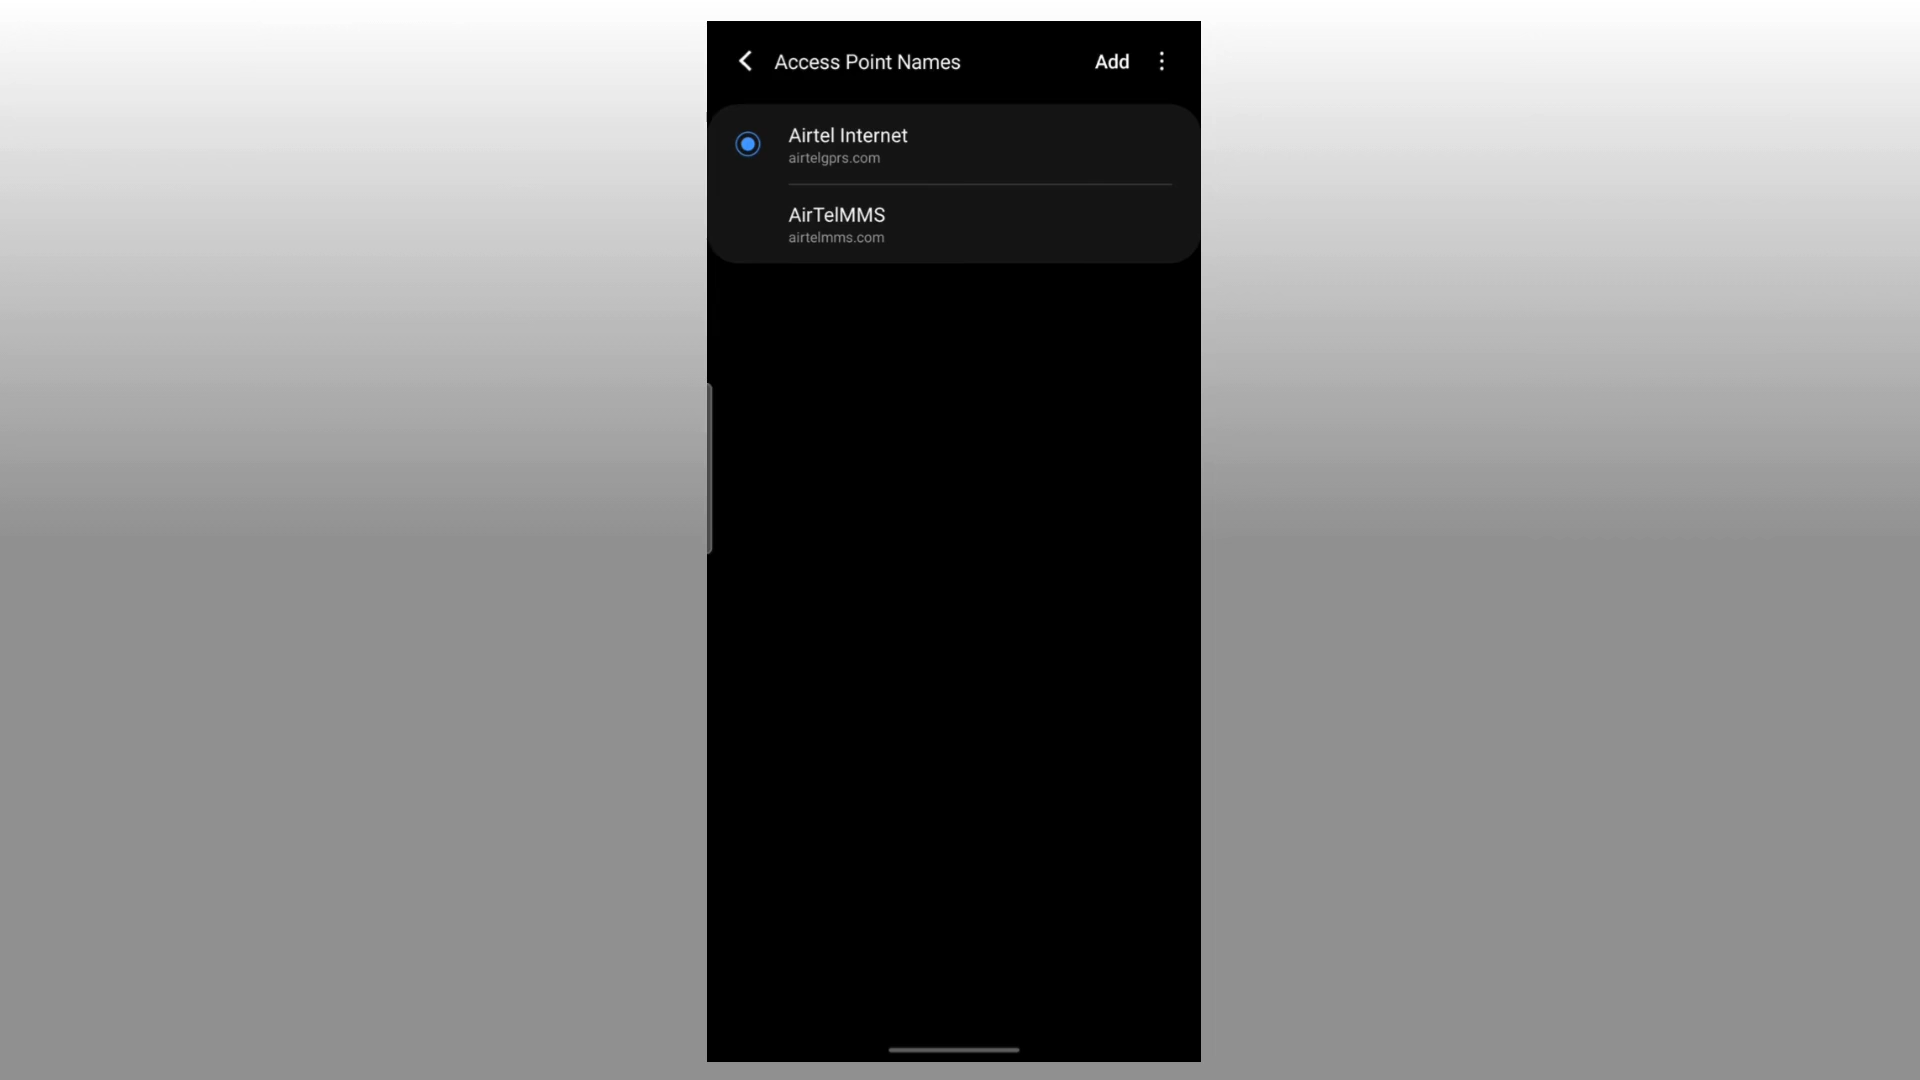 Access Point Names
Add
Airtel Internet
airtelgprs.com
AirTelMMS
airtelmms.com